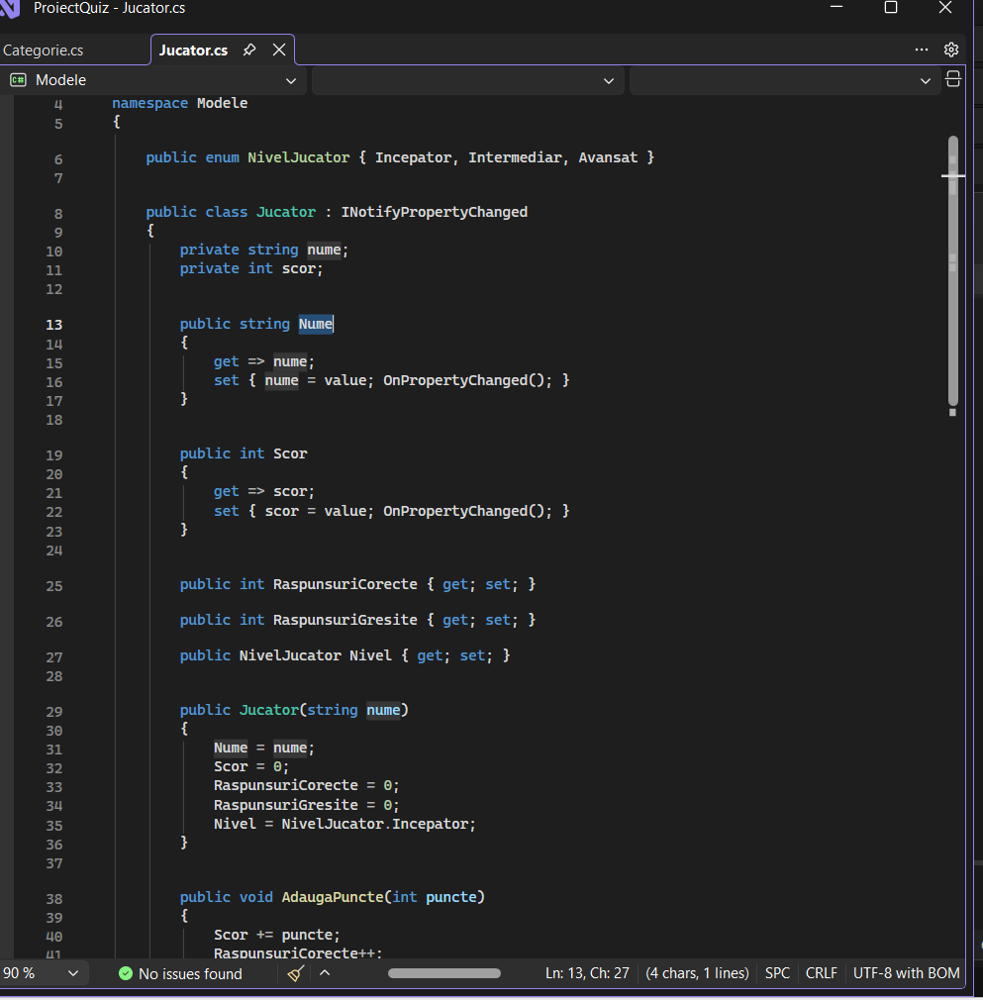 ProiectQuiz - Jucator.cs
Categorie.cs Jucator.cs
C# Modele
4 namespace Modele
5 {
6 public enum NivelJucator { Incepator, Intermediar, Avansat }
7
8 public class Jucator : INotifyPropertyChanged
9 {
10 private string nume;
11 private int scor;
12
13 public string Nume
14 {
15 get => nume;
16 set { nume = value; OnPropertyChanged(); }
17 }
18
19 public int Scor
20 {
21 get => scor;
22 set { scor = value; OnPropertyChanged(); }
23 }
24
25 public int RaspunsuriCorecte { get; set; }
26 public int RaspunsuriGresite { get; set; }
27 public NivelJucator Nivel { get; set; }
28
29 public Jucator(string nume)
30 {
31 Nume = nume;
32 Scor = 0;
33 RaspunsuriCorecte = 0;
34 RaspunsuriGresite = 0;
35 Nivel = NivelJucator.Incepator;
36 }
37
38 public void AdaugaPuncte(int puncte)
39 {
40 Scor += puncte;
41 RaspunsuriCorecte++;
90 % No issues found Ln: 13, Ch: 27 (4 chars, 1 lines) SPC CRLF UTF-8 with BOM